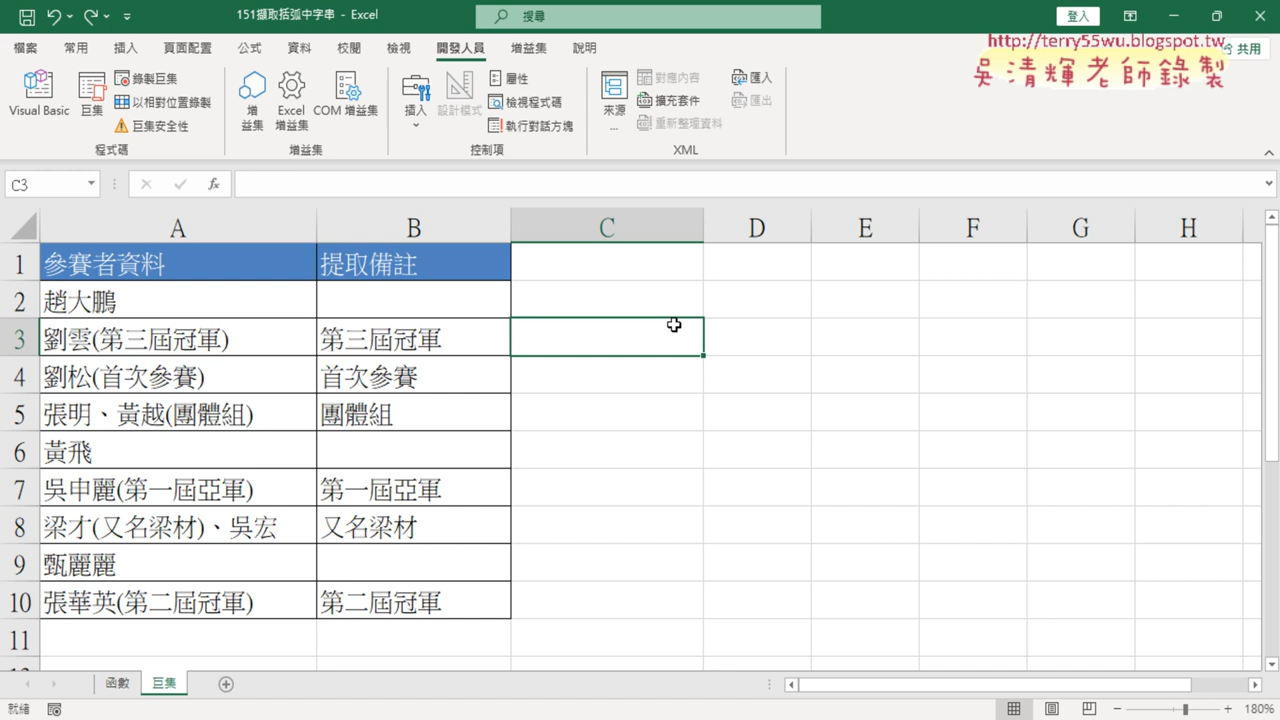 151擷取括弧中字串 - Excel
搜尋
登入
檔案 常用 插入 頁面配置 公式 資料 校閱 檢視 開發人員 增益集 說明
共用
http://terry55wu.blogspot.tw
吳清輝老師錄製
Visual Basic
巨集
錄製巨集
以相對位置錄製
巨集安全性
程式碼
增益集
Excel 增益集
COM 增益集
增益集
插入
設計模式
屬性
檢視程式碼
執行對話方塊
控制項
來源...
對應內容
擴充套件
重新整理資料
匯入
匯出
XML
C3
fx
A B C D E F G H
1 參賽者資料 提取備註
2 趙大鵬
3 劉雲(第三屆冠軍) 第三屆冠軍
4 劉松(首次參賽) 首次參賽
5 張明、黃越(團體組) 團體組
6 黃飛
7 吳申麗(第一屆亞軍) 第一屆亞軍
8 梁才(又名梁材)、吳宏 又名梁材
9 甄麗麗
10 張華英(第二屆冠軍) 第二屆冠軍
11
函數 巨集
就緒
180%